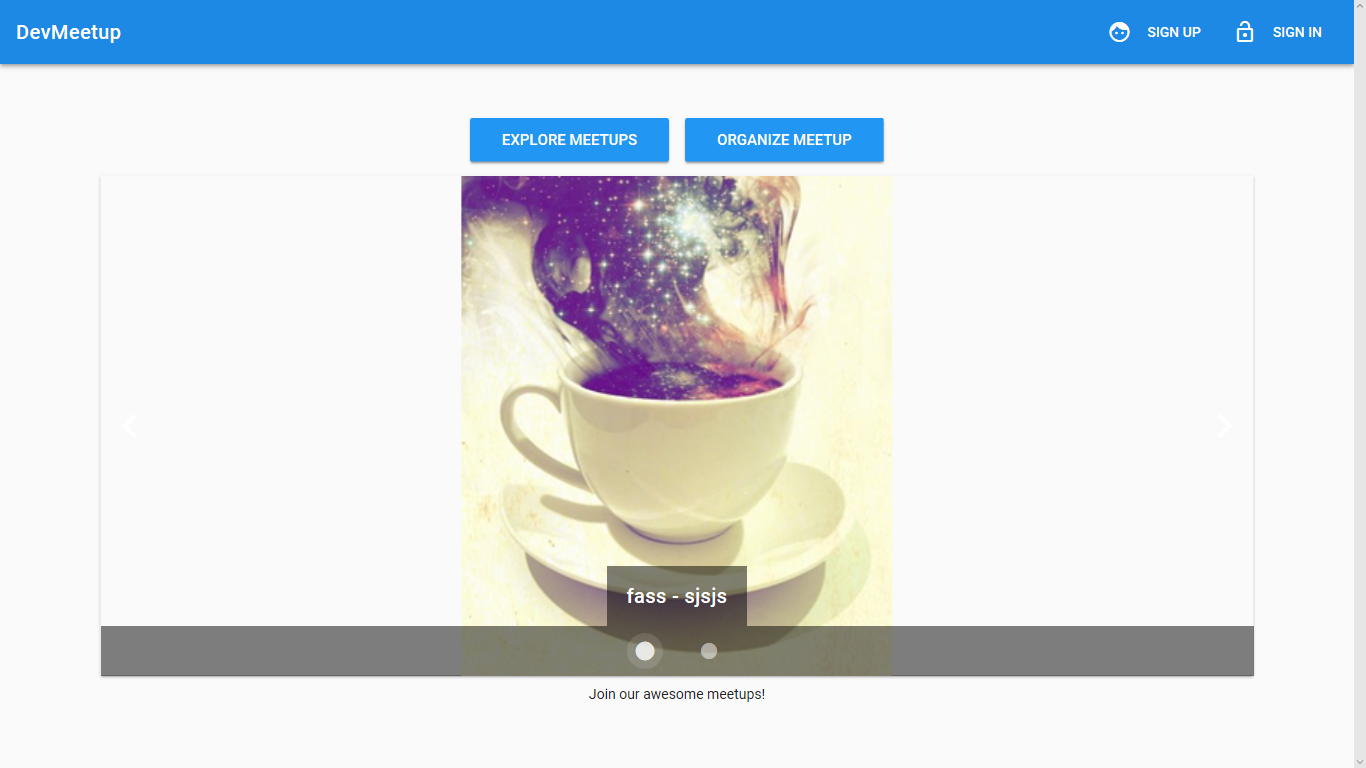 DevMeetup
SIGN UP
SIGN IN
EXPLORE MEETUPS
ORGANIZE MEETUP
fass - sjsjs
Join our awesome meetups!